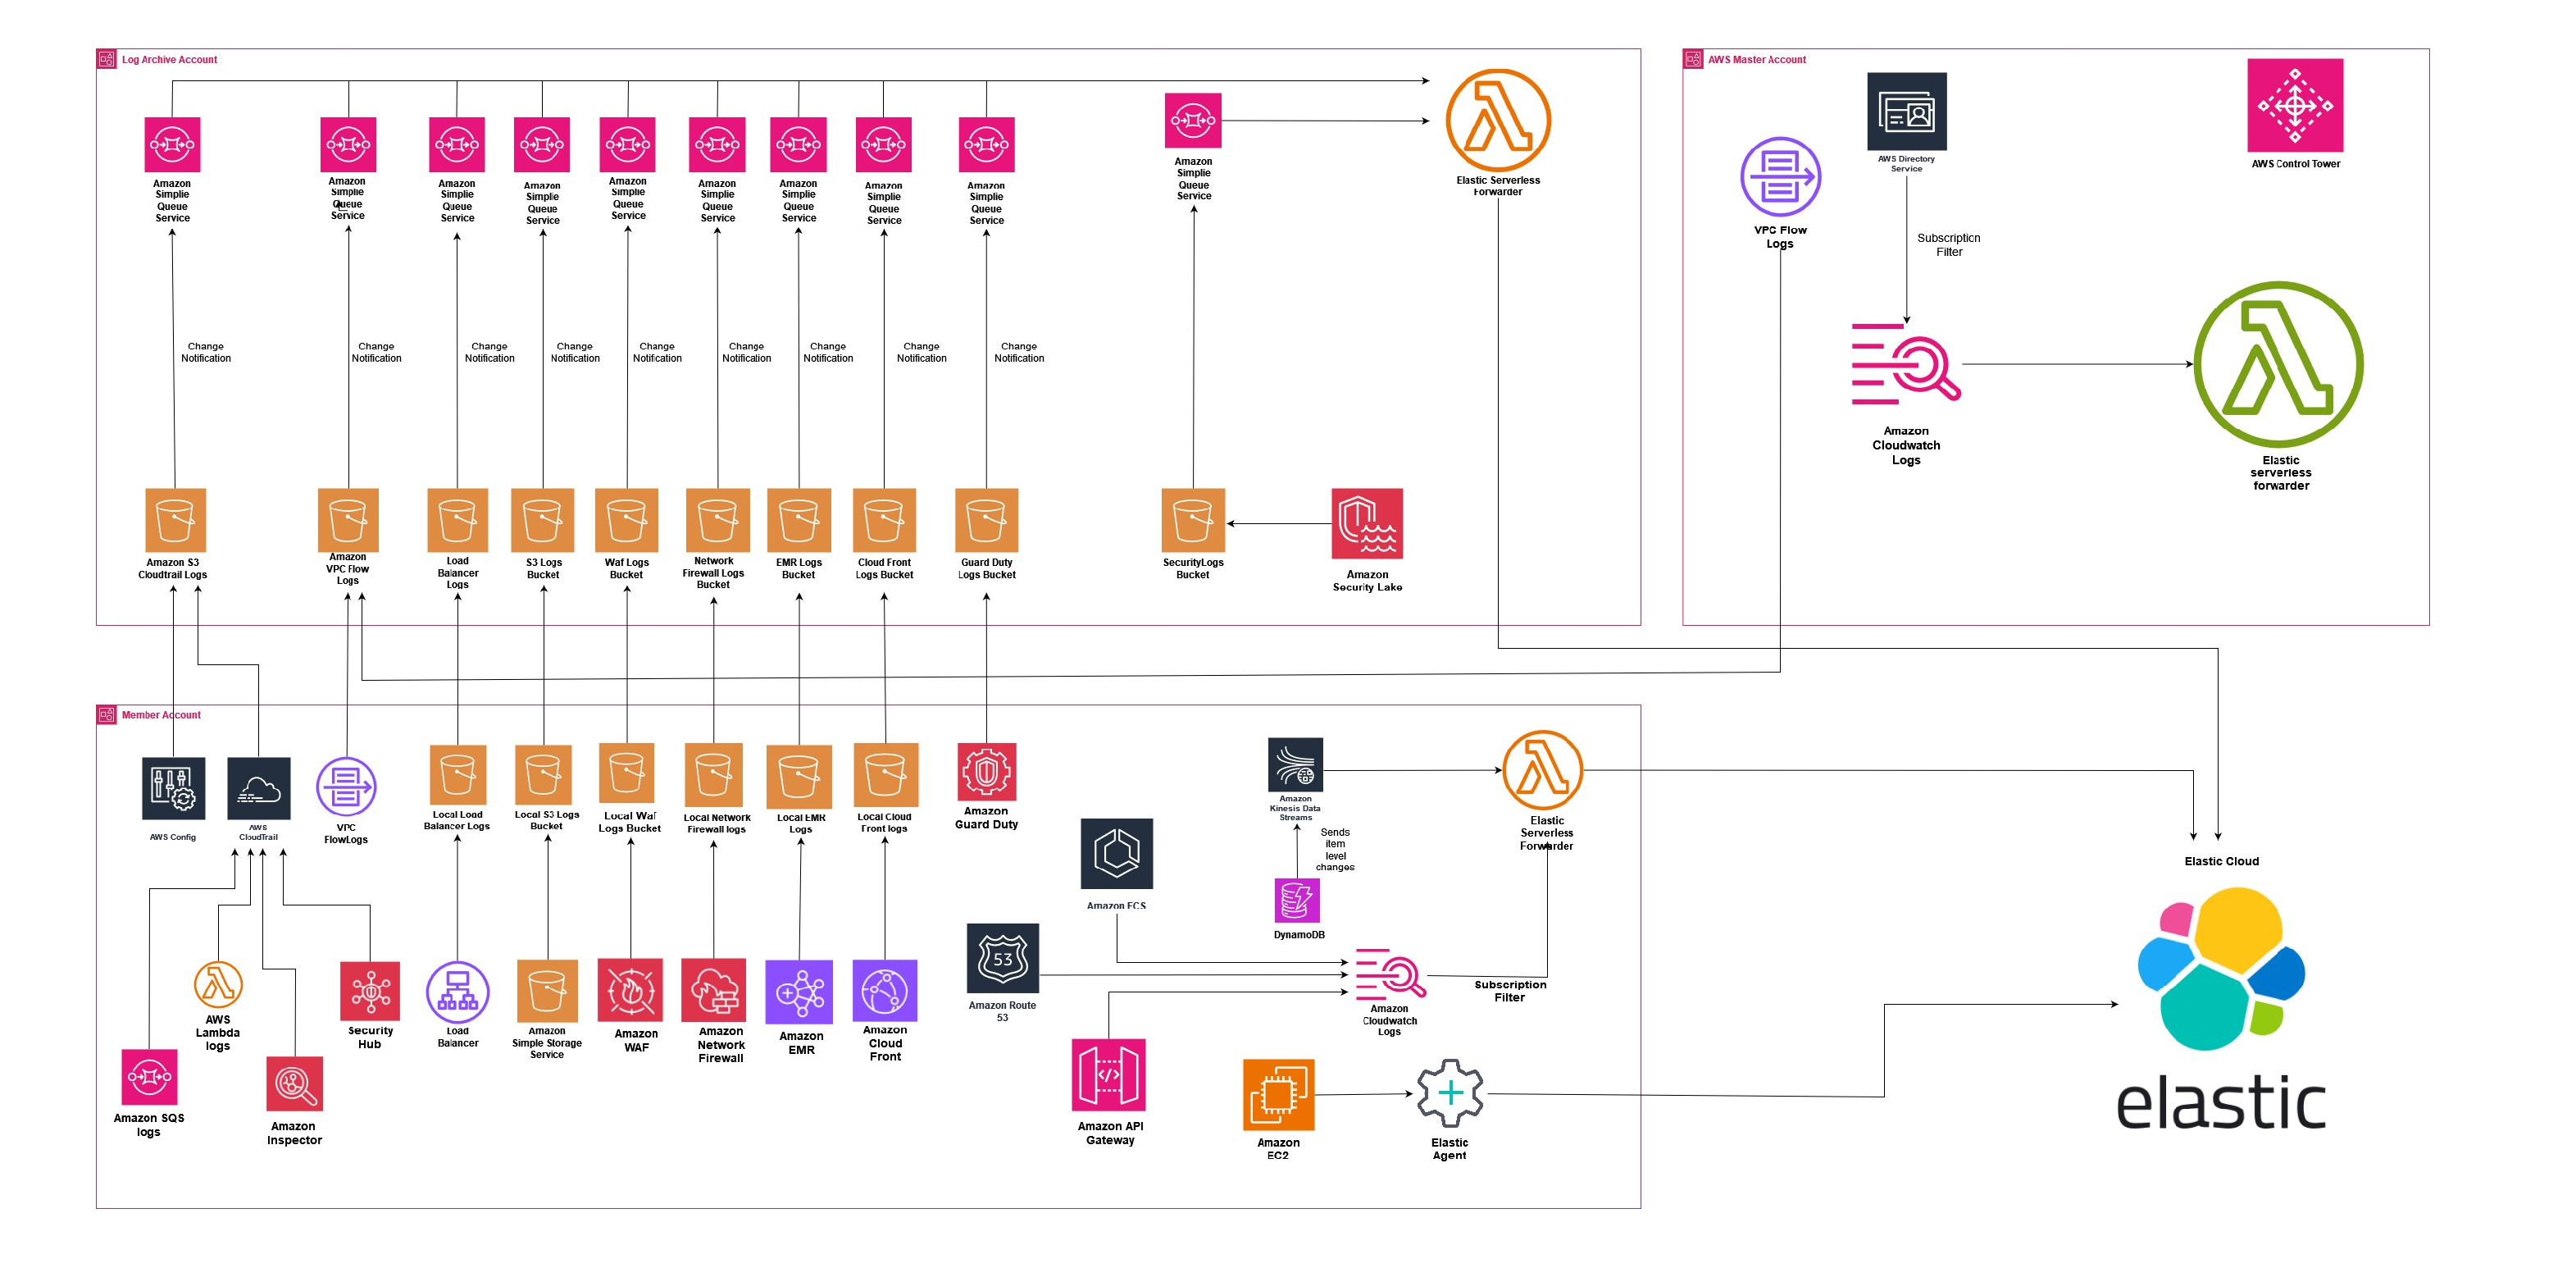 Log Archive Account
Amazon
Simplie
Queue
Service
Amazon
Simplie
Queue
Service
Amazon
Simplie
Queue
Service
Amazon
Simplie
Queue
Service
Amazon
Simplie
Queue
Service
Amazon
Simplie
Queue
Service
Amazon
Simplie
Queue
Service
Amazon
Simplie
Queue
Service
Amazon
Simplie
Queue
Service
Amazon
Simplie
Queue
Service
Elastic Serverless
Forwarder
Change
Notification
Change
Notification
Change
Notification
Change
Notification
Change
Notification
Change
Notification
Change
Notification
Change
Notification
Change
Notification
Amazon S3
Cloudtrail Logs
Amazon
VPC Flow
Logs
Load
Balancer
Logs
S3 Logs
Bucket
Waf Logs
Bucket
Network
Firewall Logs
Bucket
EMR Logs
Bucket
Cloud Front
Logs Bucket
Guard Duty
Logs Bucket
SecurityLogs
Bucket
Amazon
Security Lake
AWS Master Account
AWS Directory
Service
AWS Control Tower
VPC Flow
Logs
Subscription
Filter
Amazon
Cloudwatch
Logs
Elastic
serverless
forwarder
Member Account
AWS Config
AWS
CloudTrail
VPC
FlowLogs
Local Load
Balancer Logs
Local S3 Logs
Bucket
Local Waf
Logs Bucket
Local Network
Firewall logs
Local EMR
Logs
Local Cloud
Front logs
Amazon
Guard Duty
Amazon
Kinesis Data
Streams
Elastic
Serverless
Forwarder
Sends
item
level
changes
DynamoDB
Amazon ECS
53
Amazon Route
53
Amazon
Cloudwatch
Logs
Subscription
Filter
AWS
Lambda
logs
Security
Hub
Load
Balancer
Amazon
Simple Storage
Service
Amazon
WAF
Amazon
Network
Firewall
Amazon
EMR
Amazon
Cloud
Front
Amazon SQS
logs
Amazon
Inspector
</>
Amazon API
Gateway
Amazon
EC2
Elastic
Agent
Elastic Cloud
elastic